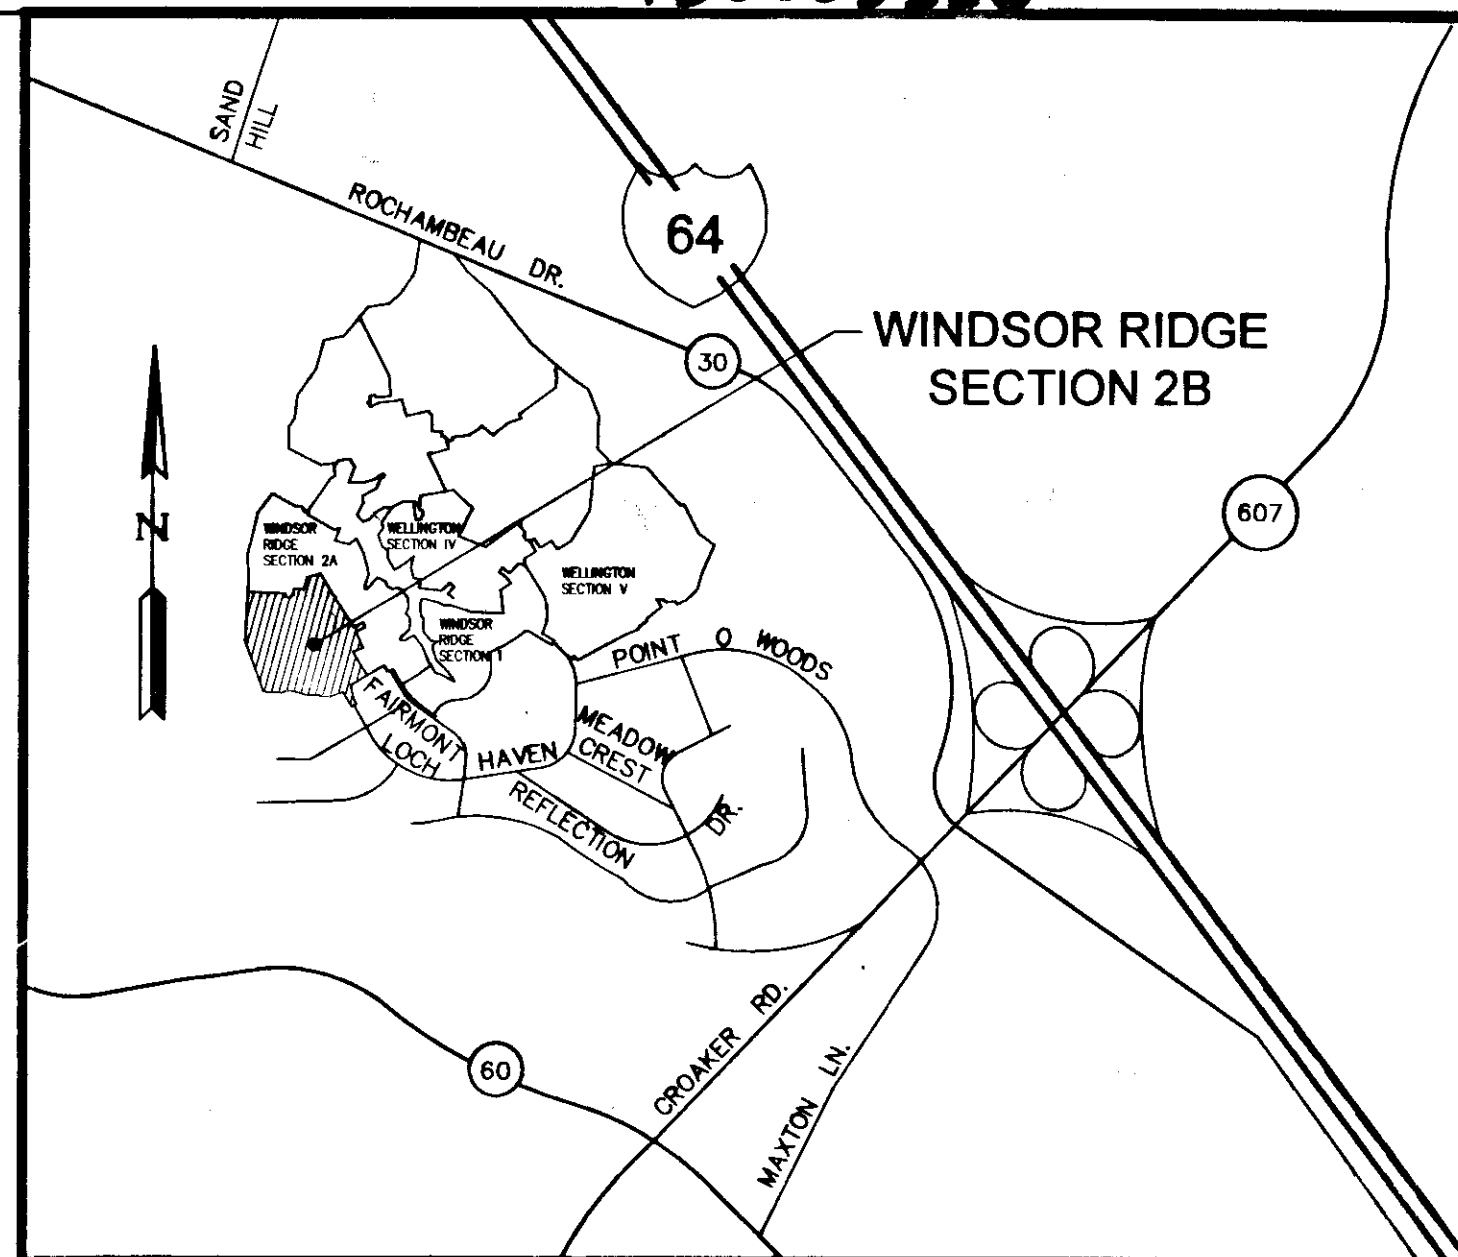 SAND
HILL
ROCHAMBEAU DR.
64
30
WINDSOR RIDGE
SECTION 2B
607
N
WINDSOR
RIDGE
SECTION 2A
WELLINGTON
SECTION IV
WELLINGTON
SECTION V
WINDSOR
RIDGE
SECTION 1
POINT O WOODS
FAIRMONT
LOCH HAVEN
MEADOW
CREST
REFLECTION DR.
60
CROAKER RD.
MAXTON LN.